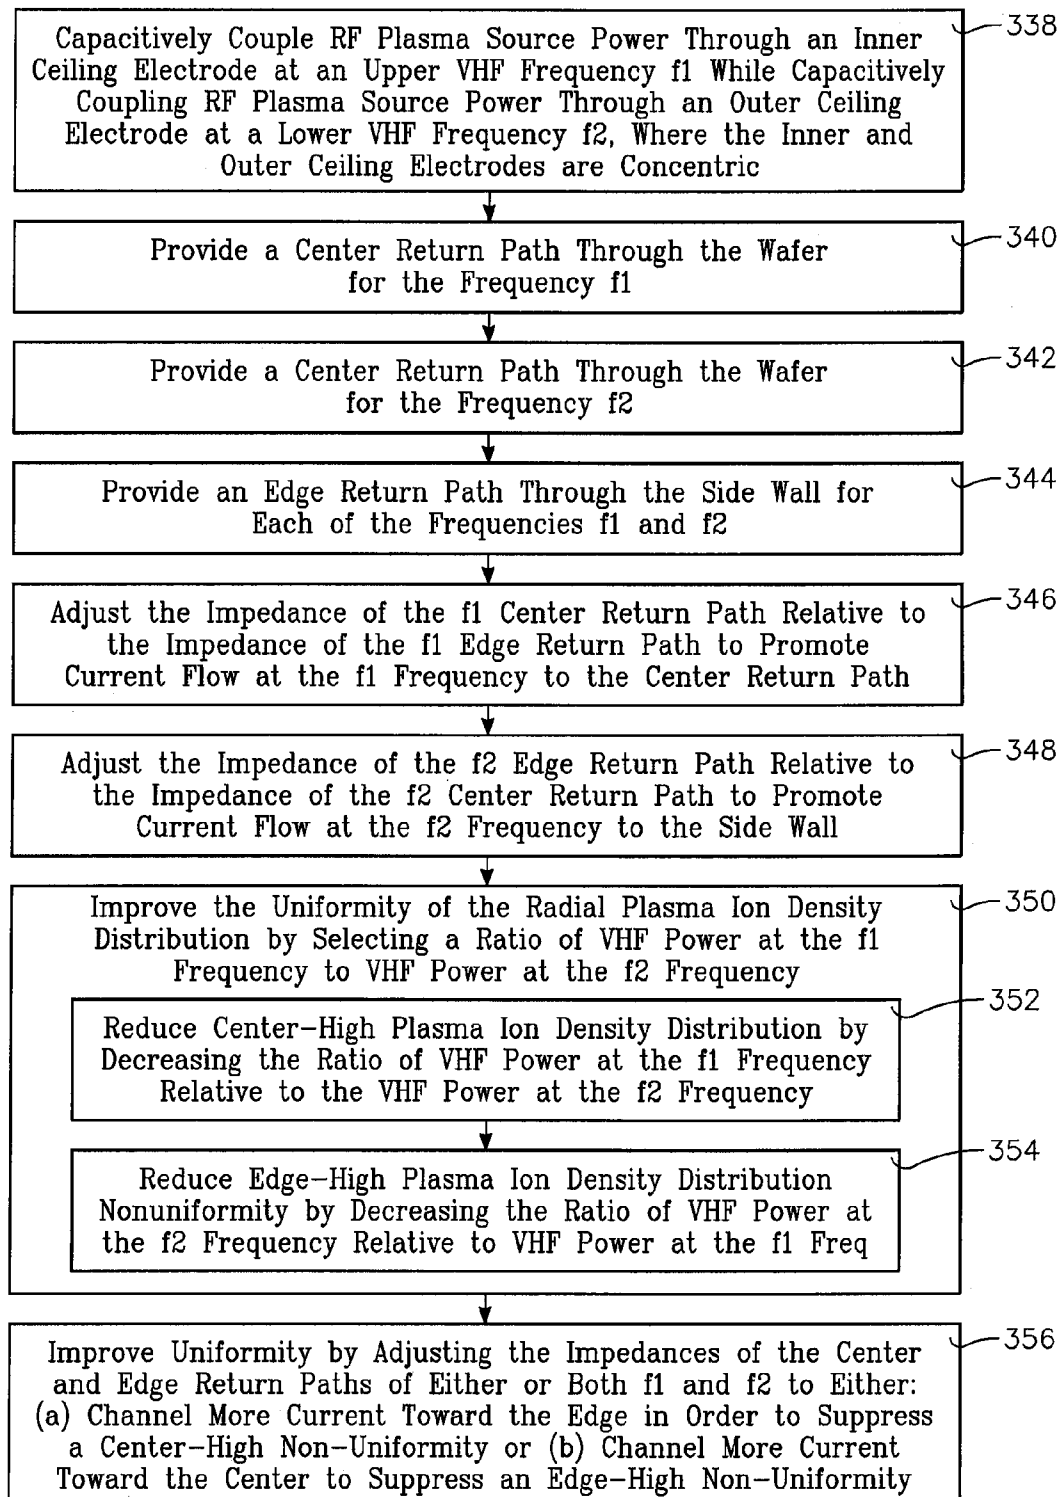 Capacitively Couple RF Plasma Source Power Through an Inner
Ceiling Electrode at an Upper VHF Frequency f1 While Capacitively
Coupling RF Plasma Source Power Through an Outer Ceiling
Electrode at a Lower VHF Frequency f2, Where the Inner and
Outer Ceiling Electrodes are Concentric
338
Provide a Center Return Path Through the Wafer
for the Frequency f1
340
Provide a Center Return Path Through the Wafer
for the Frequency f2
342
Provide an Edge Return Path Through the Side Wall for
Each of the Frequencies f1 and f2
344
Adjust the Impedance of the f1 Center Return Path Relative to
the Impedance of the f1 Edge Return Path to Promote
Current Flow at the f1 Frequency to the Center Return Path
346
Adjust the Impedance of the f2 Edge Return Path Relative to
the Impedance of the f2 Center Return Path to Promote
Current Flow at the f2 Frequency to the Side Wall
348
Improve the Uniformity of the Radial Plasma Ion Density
Distribution by Selecting a Ratio of VHF Power at the f1
Frequency to VHF Power at the f2 Frequency
350
Reduce Center-High Plasma Ion Density Distribution by
Decreasing the Ratio of VHF Power at the f1 Frequency
Relative to the VHF Power at the f2 Frequency
352
Reduce Edge-High Plasma Ion Density Distribution
Nonuniformity by Decreasing the Ratio of VHF Power at
the f2 Frequency Relative to VHF Power at the f1 Freq
354
Improve Uniformity by Adjusting the Impedances of the Center
and Edge Return Paths of Either or Both f1 and f2 to Either:
(a) Channel More Current Toward the Edge in Order to Suppress
a Center-High Non-Uniformity or (b) Channel More Current
Toward the Center to Suppress an Edge-High Non-Uniformity
356